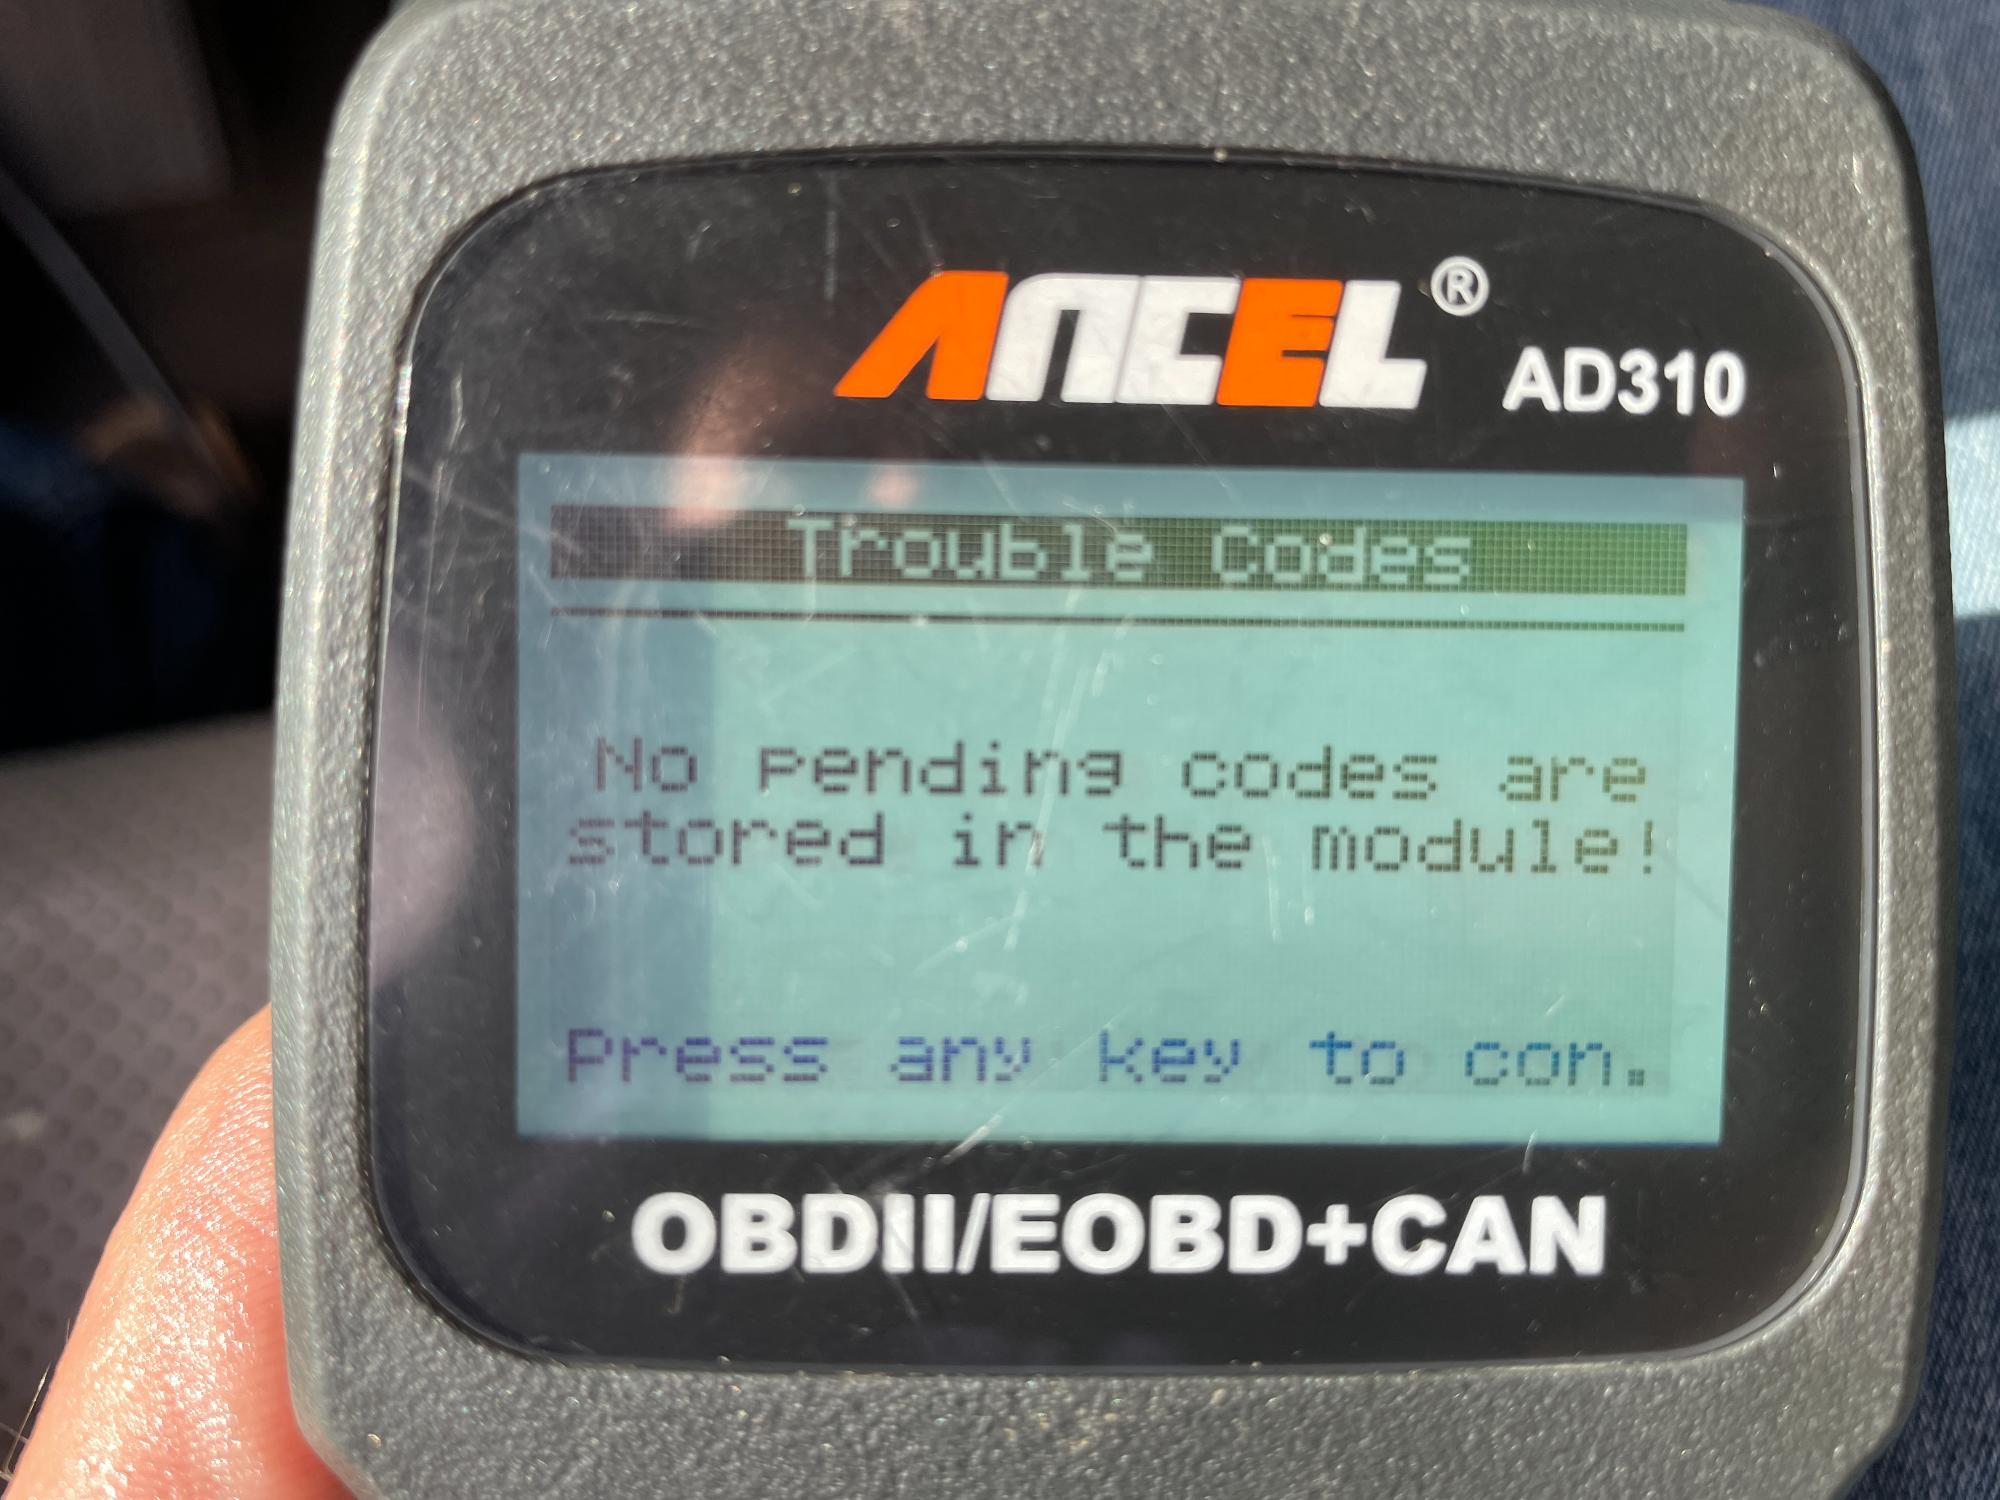 ANCEL® AD310
Trouble Codes
No pending codes are
stored in the module!
Press any key to con.
OBDII/EOBD+CAN